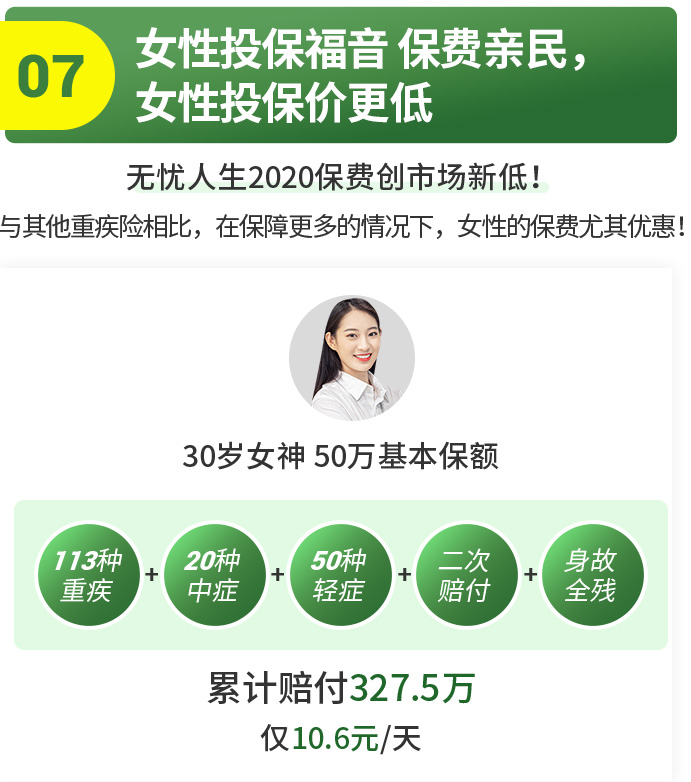 07
女性投保福音 保费亲民，
女性投保价更低
无忧人生2020保费创市场新低！
与其他重疾险相比，在保障更多的情况下，女性的保费尤其优惠！
30岁女神 50万基本保额
113种重疾 + 20种中症 + 50种轻症 + 二次赔付 + 身故全残
累计赔付327.5万
仅10.6元/天